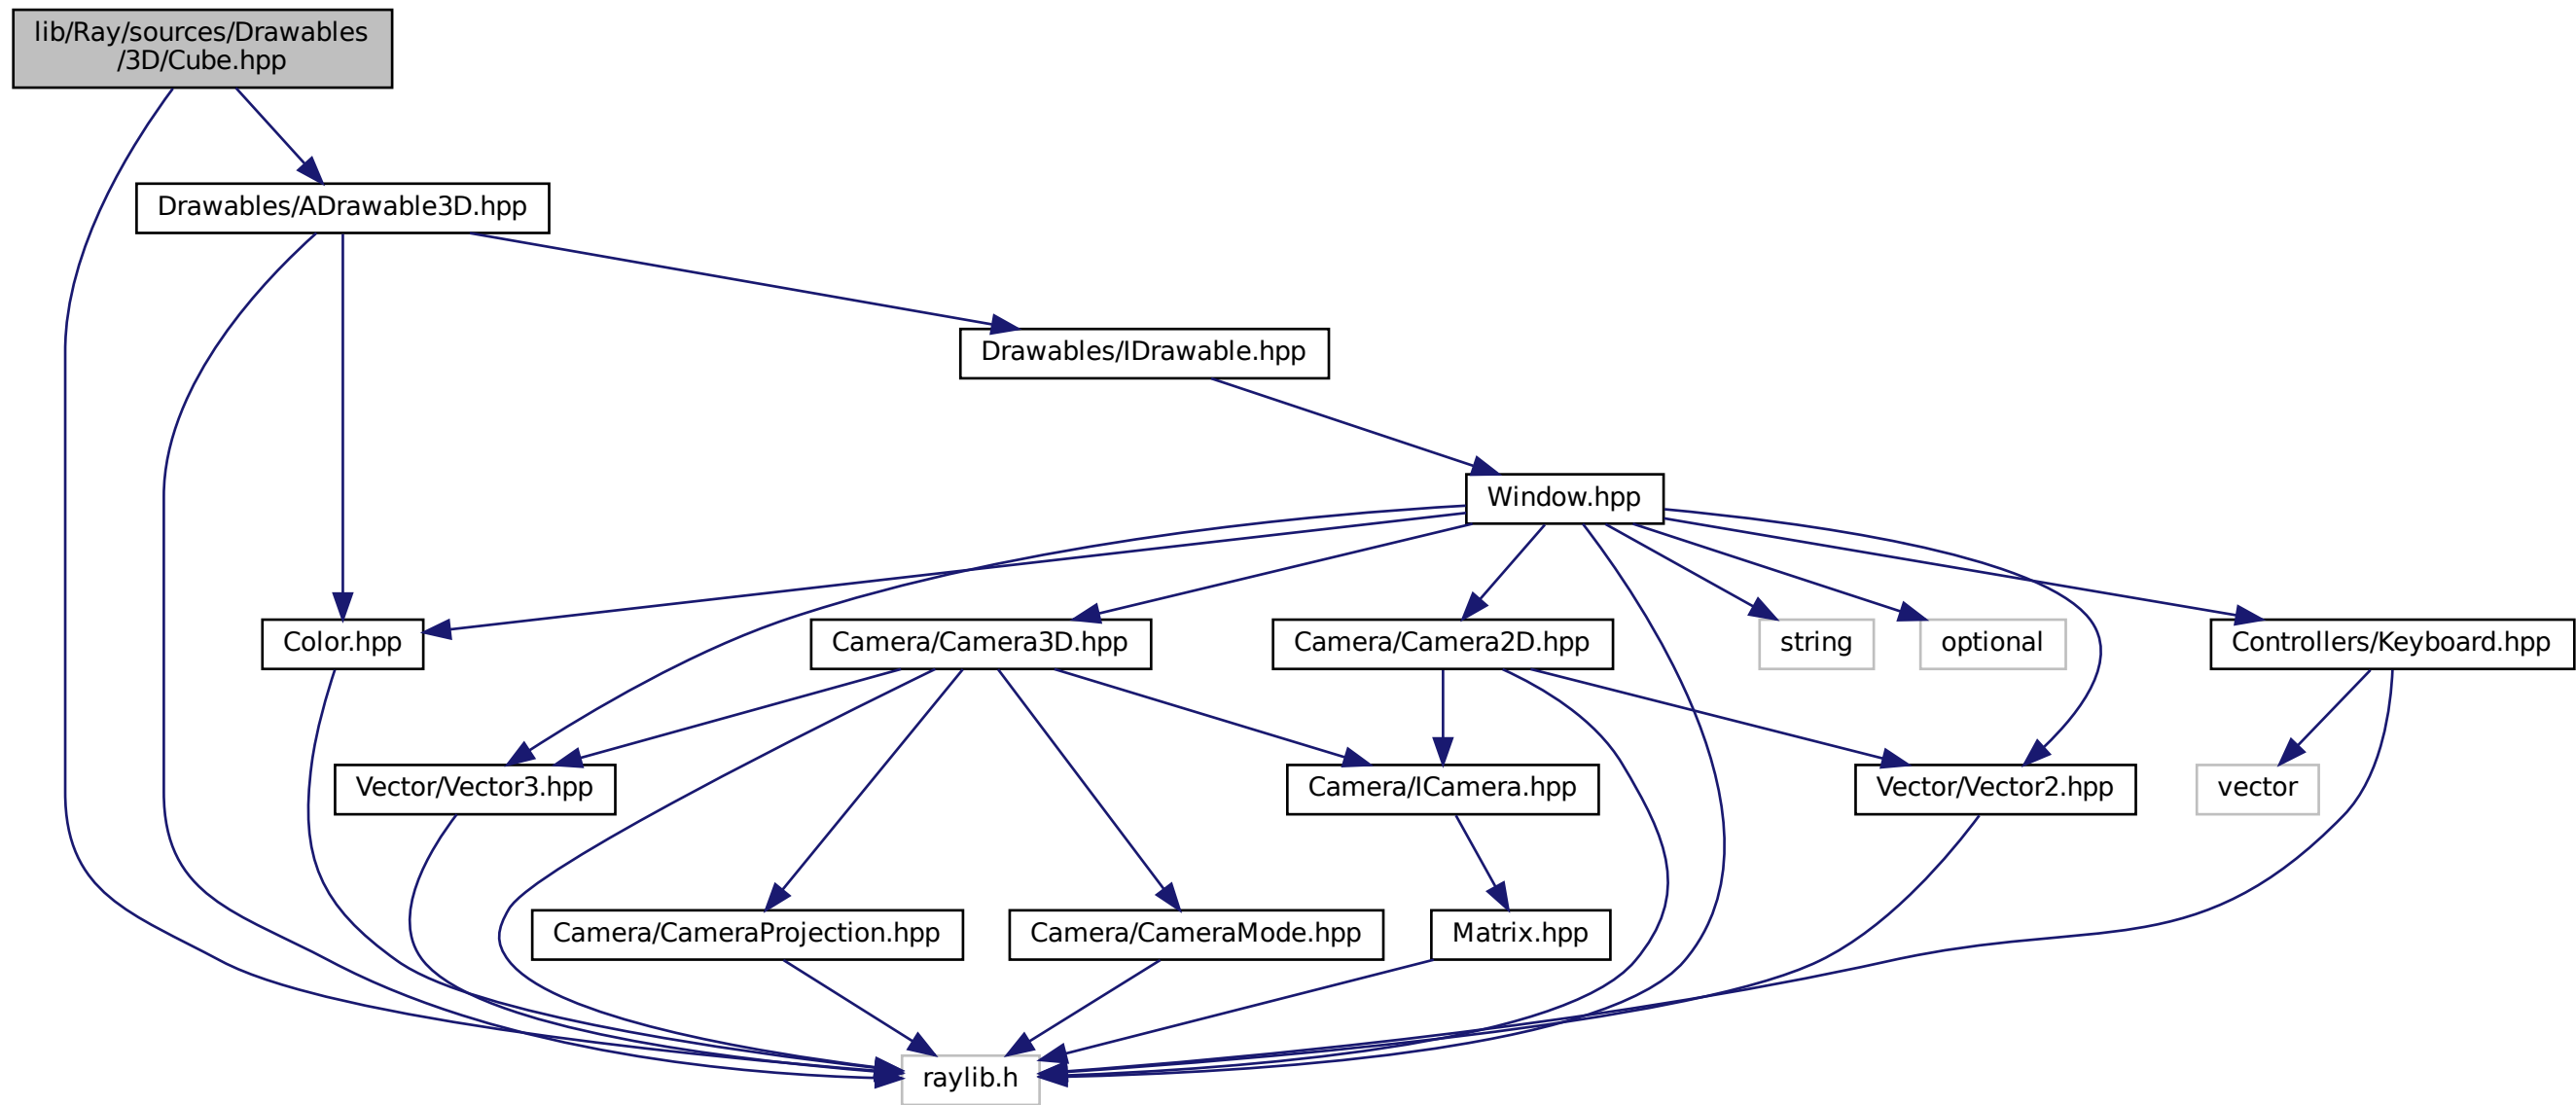 lib/Ray/sources/Drawables
/3D/Cube.hpp
Drawables/ADrawable3D.hpp
Drawables/IDrawable.hpp
Window.hpp
Color.hpp
Camera/Camera3D.hpp
Camera/Camera2D.hpp
string
optional
Controllers/Keyboard.hpp
Vector/Vector3.hpp
Camera/ICamera.hpp
Vector/Vector2.hpp
vector
Camera/CameraProjection.hpp
Camera/CameraMode.hpp
Matrix.hpp
raylib.h